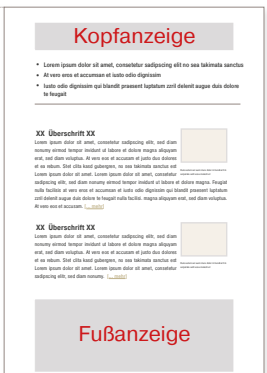 Kopfanzeige
• Lorem ipsum dolor sit amet, consetetur sadipscing elit no sea takimata sanctus
• At vero eros et accumsan et iusto odio dignissim
• Iusto odio dignissim qui blandit praesent luptatum zzril delenit augue duis dolore
te feugait
XX Überschrift XX
Lorem ipsum dolor sit amet, consetetur sadipscing elitr, sed diam
nonumy eirmod tempor invidunt ut labore et dolore magna aliquyam
erat, sed diam voluptua. At vero eos et accusam et justo duo dolores
et ea rebum. Stet clita kasd gubergren, no sea takimata sanctus est
Lorem ipsum dolor sit amet. Lorem ipsum dolor sit amet, consetetur
sadipscing elitr, sed diam nonumy eirmod tempor invidunt ut labore et dolore magna. Feugait
nulla facilisis at vero eros et accumsan et iusto odio dignissim qui blandit praesent luptatum
zzril delenit augue duis dolore te feugait nulla facilisi. magna aliquyam erat, sed diam voluptua.
At vero eos et accusam. [....mehr]
XX Überschrift XX
Lorem ipsum dolor sit amet, consetetur sadipscing elitr, sed diam
nonumy eirmod tempor invidunt ut labore et dolore magna aliquyam
erat, sed diam voluptua. At vero eos et accusam et justo duo dolores
et ea rebum. Stet clita kasd gubergren, no sea takimata sanctus est
Lorem ipsum dolor sit amet. Lorem ipsum dolor sit amet, consetetur
sadipscing elitr, sed diam nonumy. [....mehr]
Fußanzeige